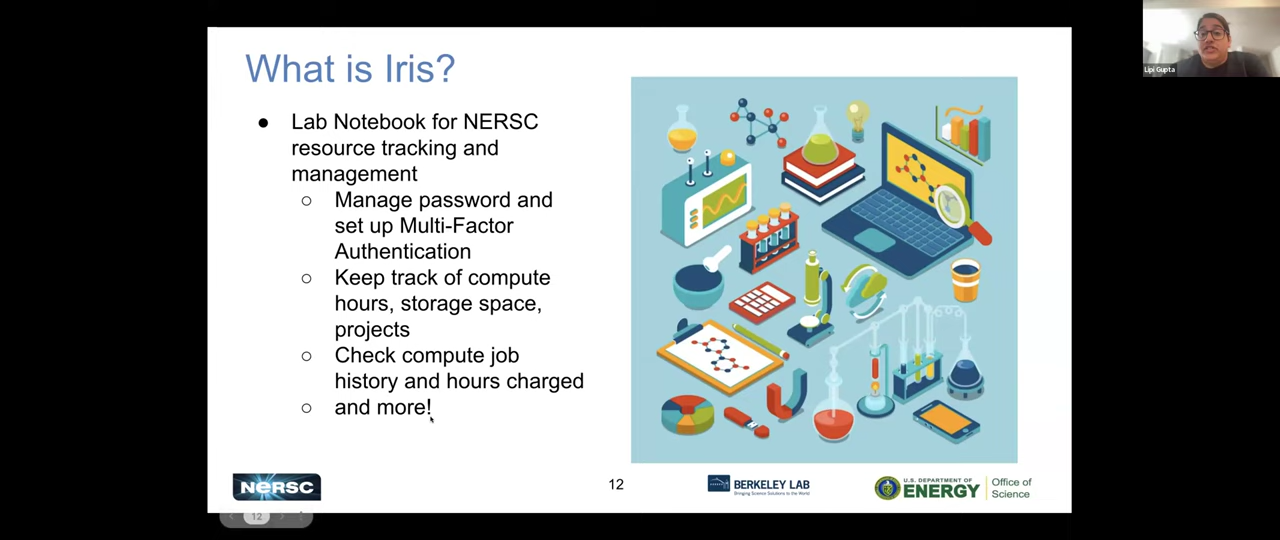 What is Iris?
● Lab Notebook for NERSC
resource tracking and
management
○ Manage password and
set up Multi-Factor
Authentication
○ Keep track of compute
hours, storage space,
projects
○ Check compute job
history and hours charged
○ and more!
NERSC
12
BERKELEY LAB
Bringing Science Solutions to the World
U.S. DEPARTMENT OF
ENERGY
Office of
Science
12
Lipi Gupta